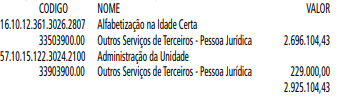 CODIGO NOME VALOR
16.10.12.361.3026.2807 Alfabetização na Idade Certa
33503900.00 Outros Serviços de Terceiros - Pessoa Jurídica 2.696.104,43
57.10.15.122.3024.2100 Administração da Unidade
33903900.00 Outros Serviços de Terceiros - Pessoa Jurídica 229.000,00
2.925.104,43